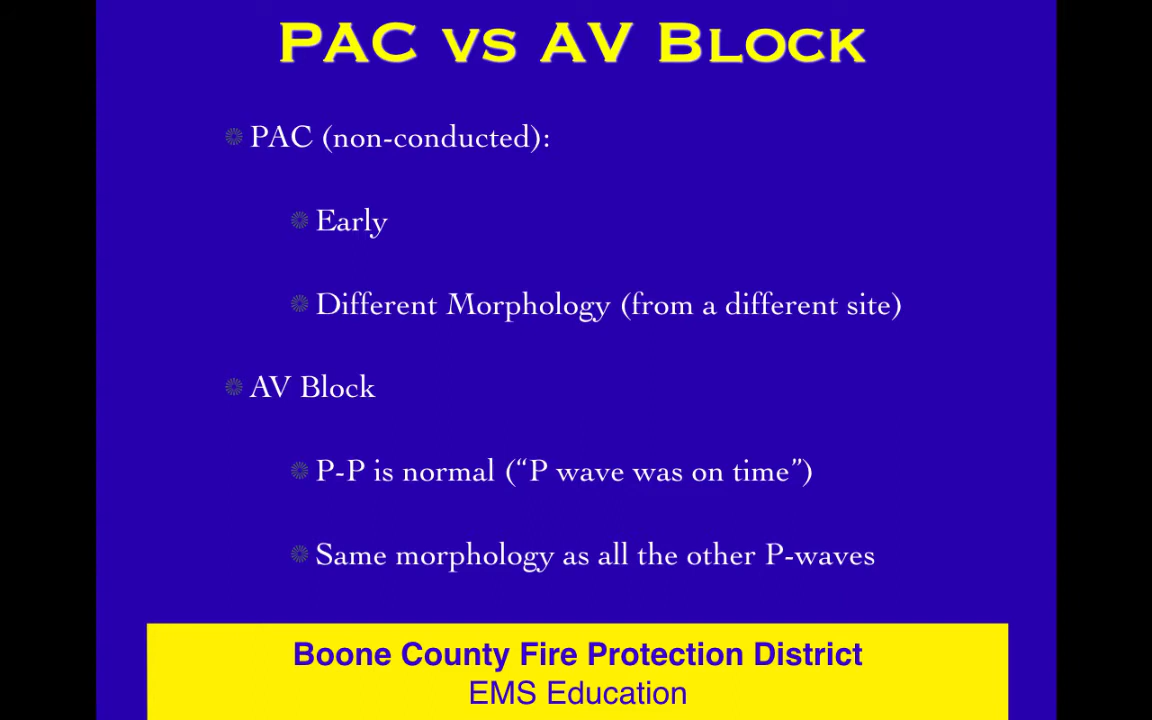 PAC vs AV Block
PAC (non-conducted):
Early
Different Morphology (from a different site)
AV Block
P-P is normal (“P wave was on time”)
Same morphology as all the other P-waves
Boone County Fire Protection District
EMS Education